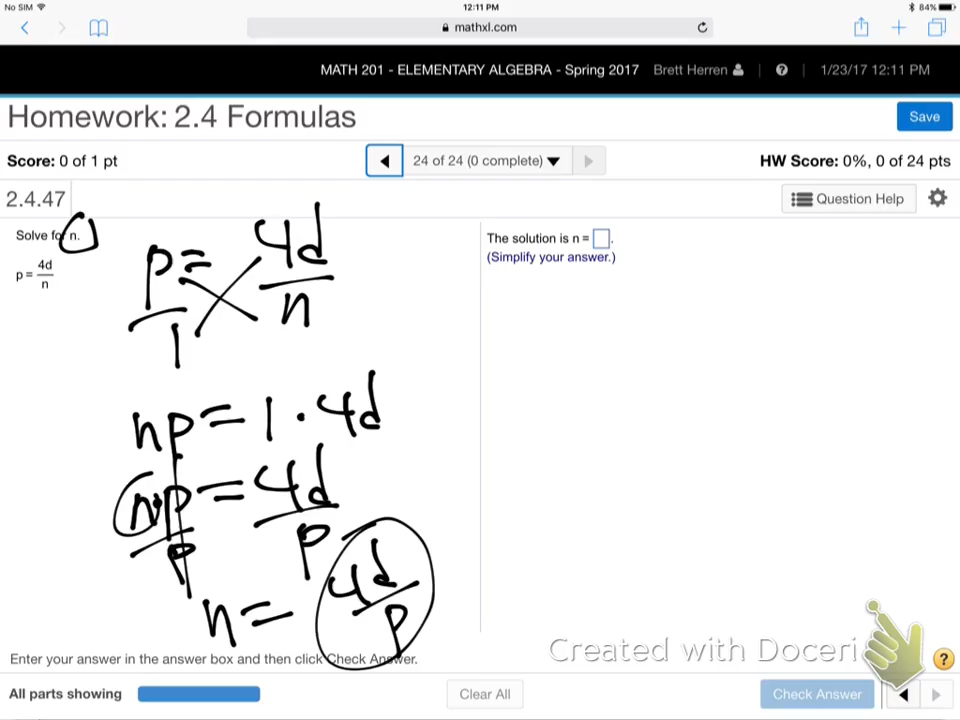 No SIM
12:11 PM
84%
mathxl.com
MATH 201 - ELEMENTARY ALGEBRA - Spring 2017 Brett Herren ? 1/23/17 12:11 PM
Homework: 2.4 Formulas
Save
Score: 0 of 1 pt
24 of 24 (0 complete)
HW Score: 0%, 0 of 24 pts
2.4.47
Question Help
Solve for n.
p = 4d/n
p/1 = 4d/n
np = 1 · 4d
n·p/p = 4d/p
n = 4d/p
The solution is n = .
(Simplify your answer.)
Created with Doceri
Enter your answer in the answer box and then click Check Answer.
?
All parts showing
Clear All
Check Answer